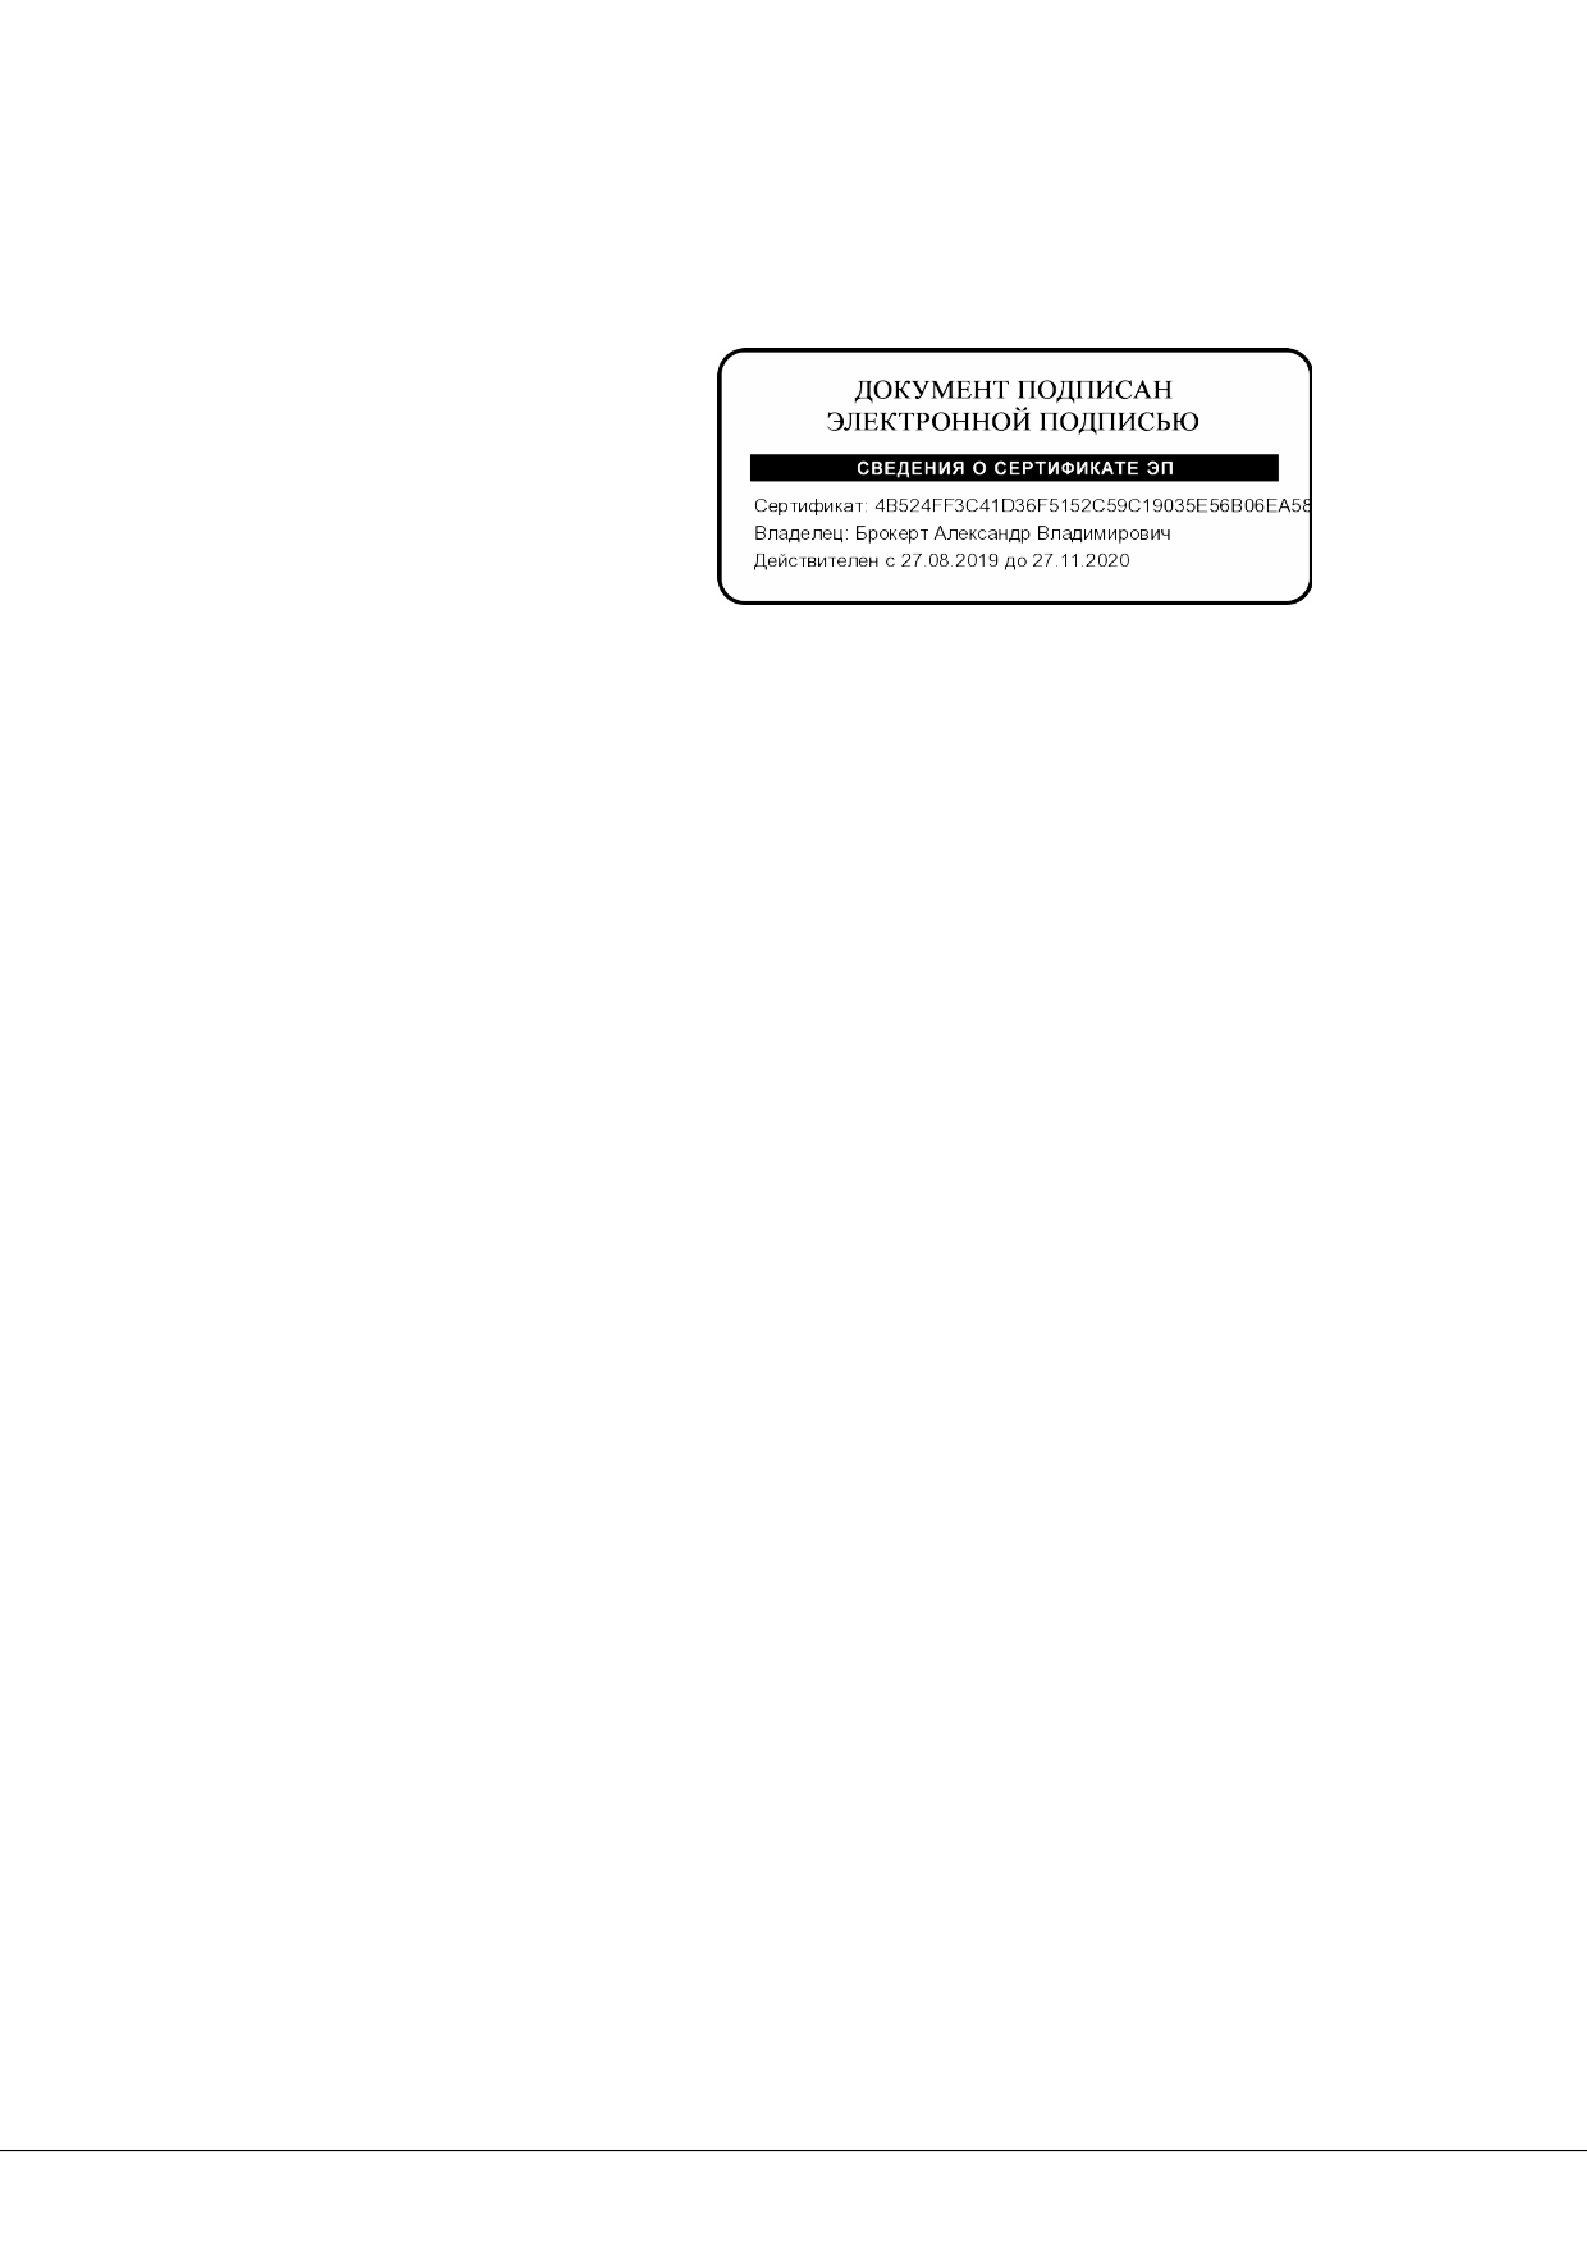 ДОКУМЕНТ ПОДПИСАН
ЭЛЕКТРОННОЙ ПОДПИСЬЮ
СВЕДЕНИЯ О СЕРТИФИКАТЕ ЭП
Сертификат: 4B524FF3C41D36F5152C59C19035E56B06EA58
Владелец: Брокерт Александр Владимирович
Действителен с 27.08.2019 до 27.11.2020